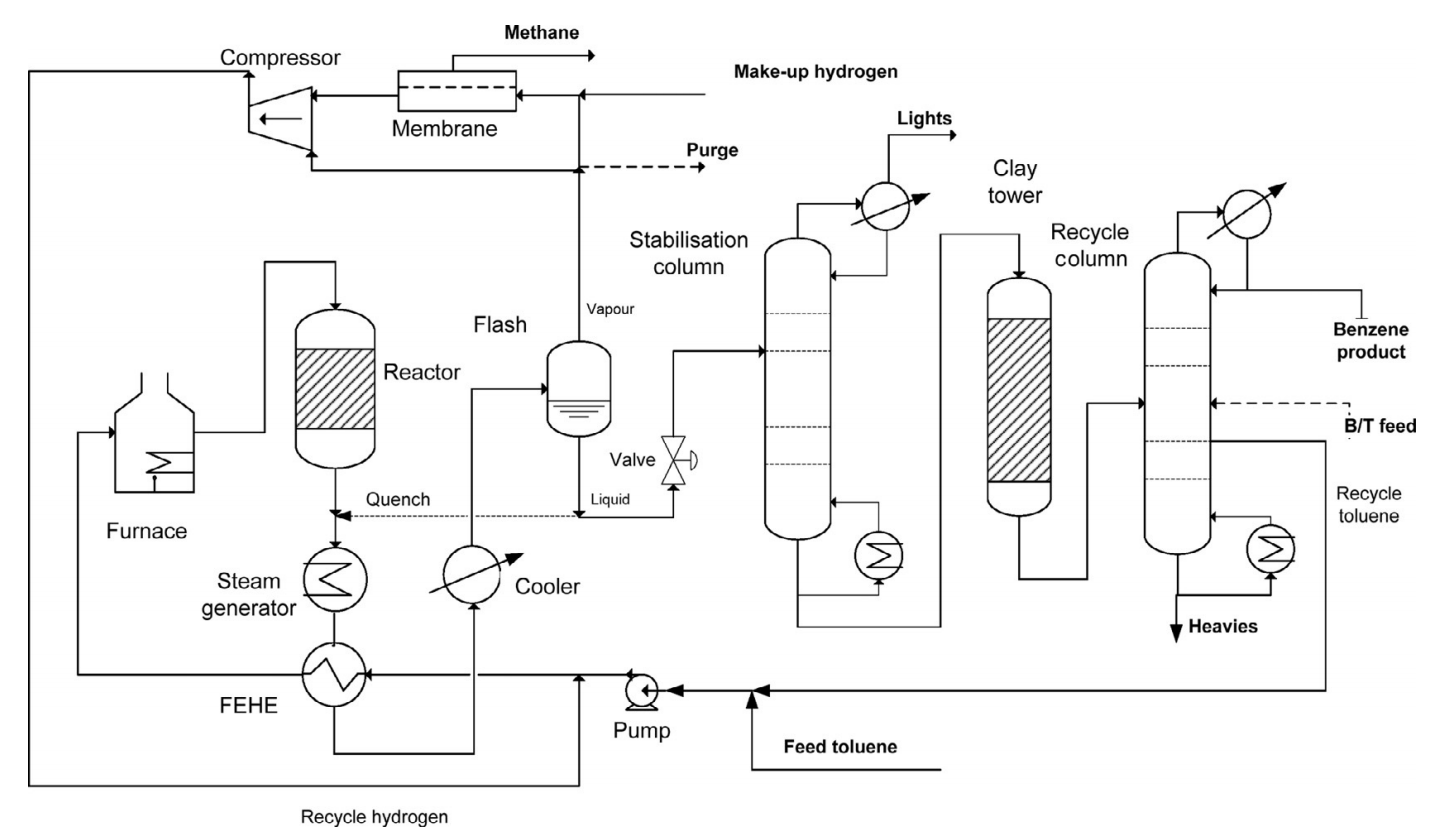 Methane
Compressor
Make-up hydrogen
Membrane
Lights
Purge
Clay
tower
Stabilisation
column
Recycle
column
Vapour
Flash
Benzene
product
Reactor
B/T feed
Valve
Quench
Liquid
Recycle
toluene
Furnace
Steam
generator
Cooler
Heavies
FEHE
Pump
Feed toluene
Recycle hydrogen